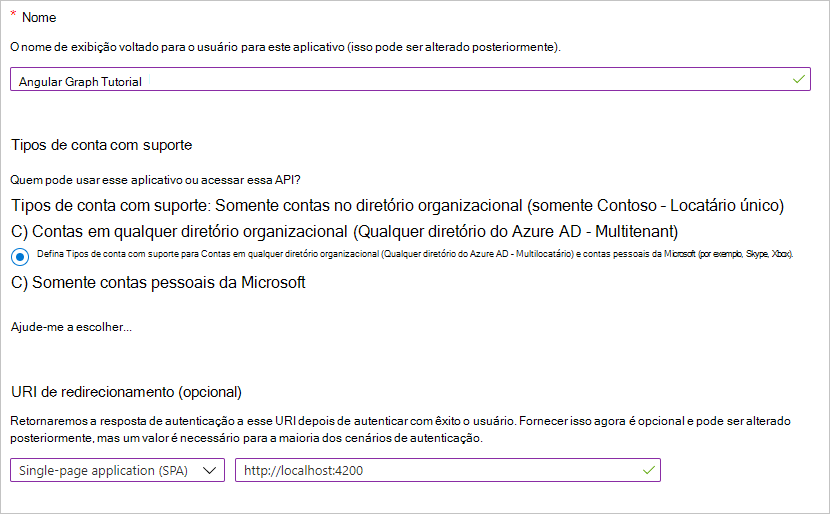 * Nome
O nome de exibição voltado para o usuário para este aplicativo (isso pode ser alterado posteriormente).
Angular Graph Tutorial
Tipos de conta com suporte
Quem pode usar esse aplicativo ou acessar essa API?
Tipos de conta com suporte: Somente contas no diretório organizacional (somente Contoso - Locatário único)
C) Contas em qualquer diretório organizacional (Qualquer diretório do Azure AD - Multitenant)
Defina Tipos de conta com suporte para Contas em qualquer diretório organizacional (Qualquer diretório do Azure AD - Multilocatário) e contas pessoais da Microsoft (por exemplo, Skype, Xbox).
C) Somente contas pessoais da Microsoft
Ajude-me a escolher...
URI de redirecionamento (opcional)
Retornaremos a resposta de autenticação a esse URI depois de autenticar com êxito o usuário. Fornecer isso agora é opcional e pode ser alterado
posteriormente, mas um valor é necessário para a maioria dos cenários de autenticação.
Single-page application (SPA) http://localhost:4200